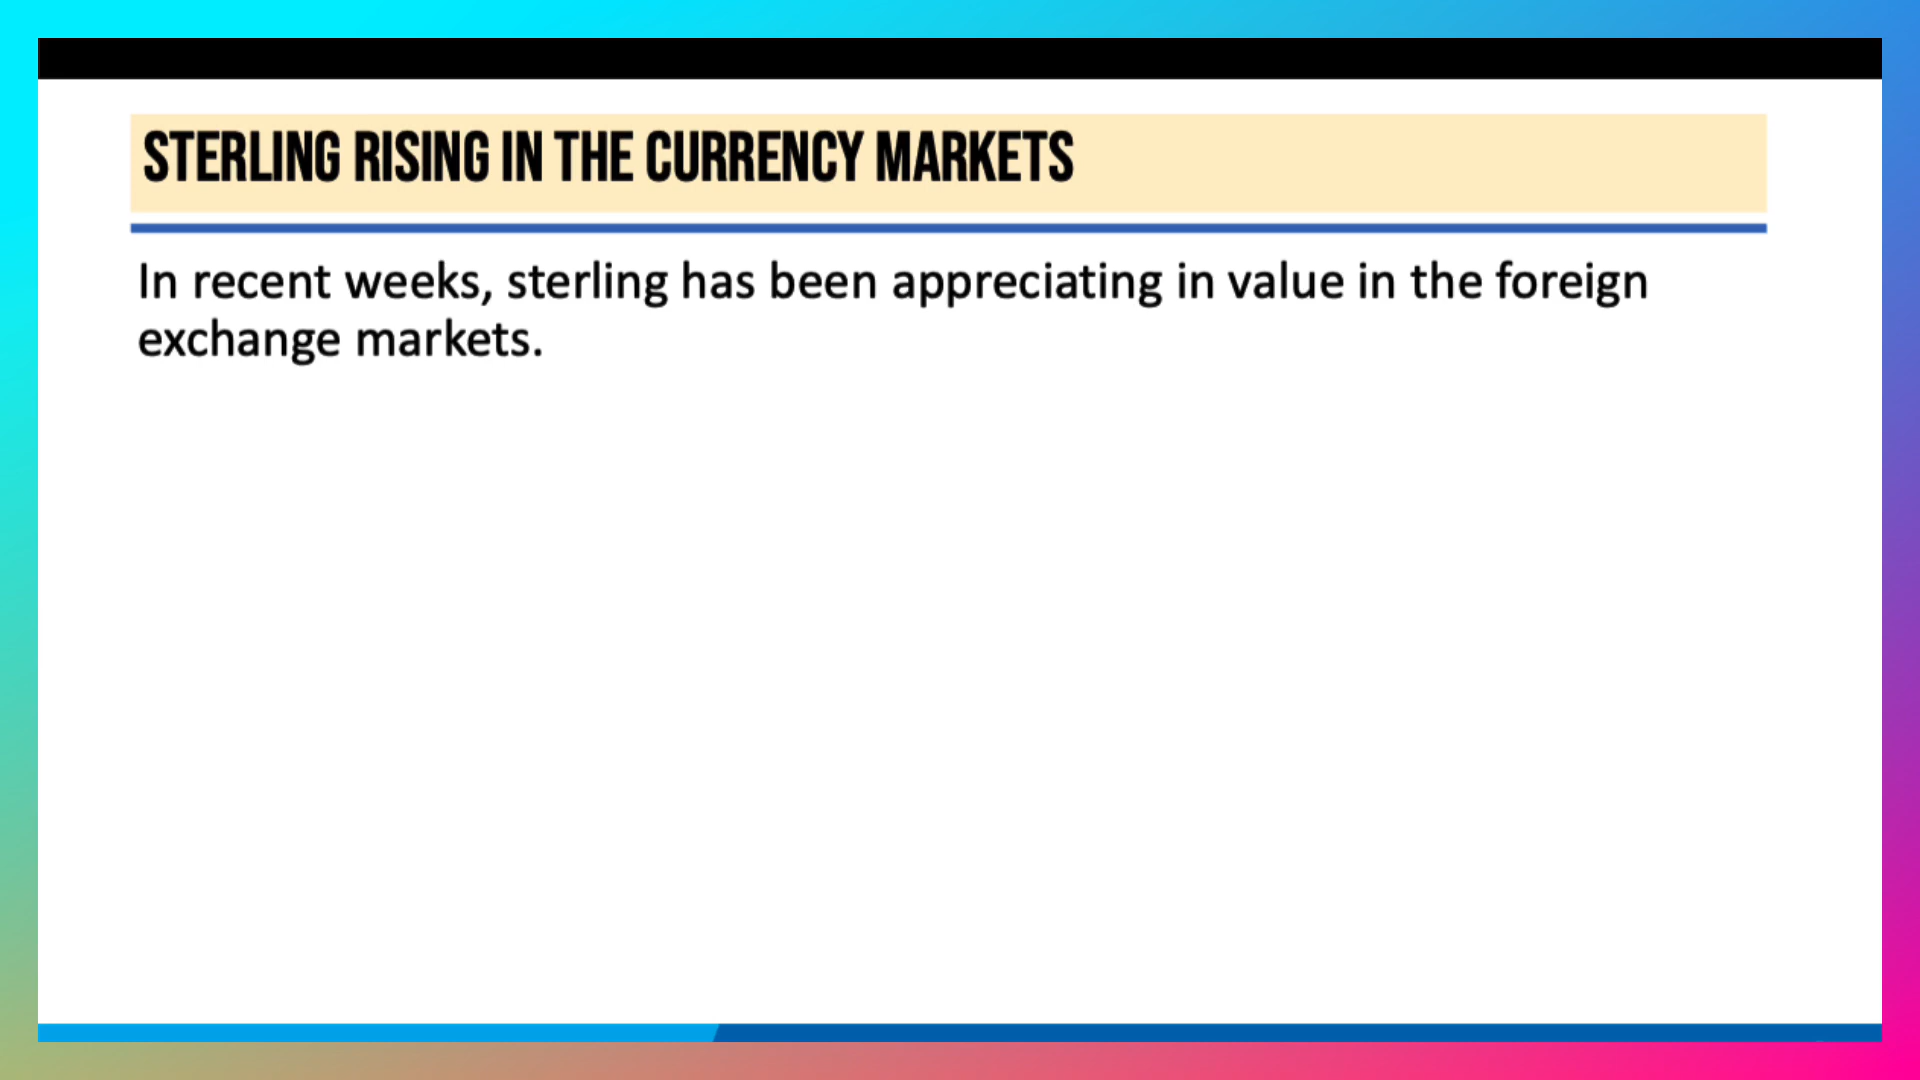 STERLING RISING IN THE CURRENCY MARKETS
In recent weeks, sterling has been appreciating in value in the foreign
exchange markets.